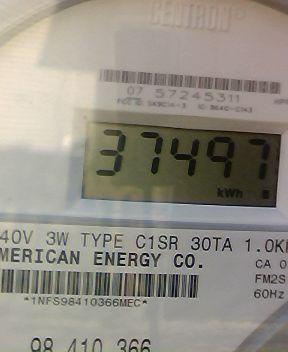 CENTRON®
07 57245311
37497
kWh
40V 3W TYPE C1SR 30TA 1.0K
MERICAN ENERGY CO.
CA 0
FM2S
60Hz
*1NFS98410366MEC*
98 410 366